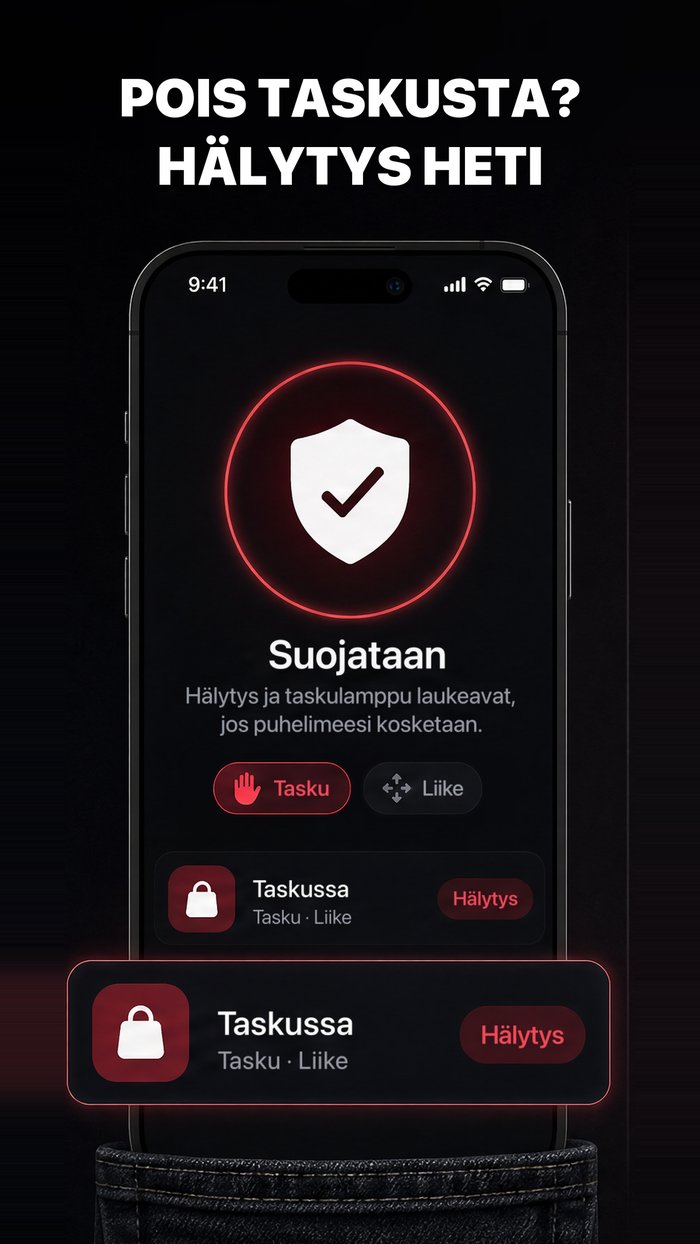 POIS TASKUSTA?
HÄLYTYS HETI
9:41
Suojataan
Hälytys ja taskulamppu laukeavat,
jos puhelimeesi kosketaan.
Tasku
Liike
Taskussa
Tasku · Liike
Hälytys
Taskussa
Tasku · Liike
Hälytys